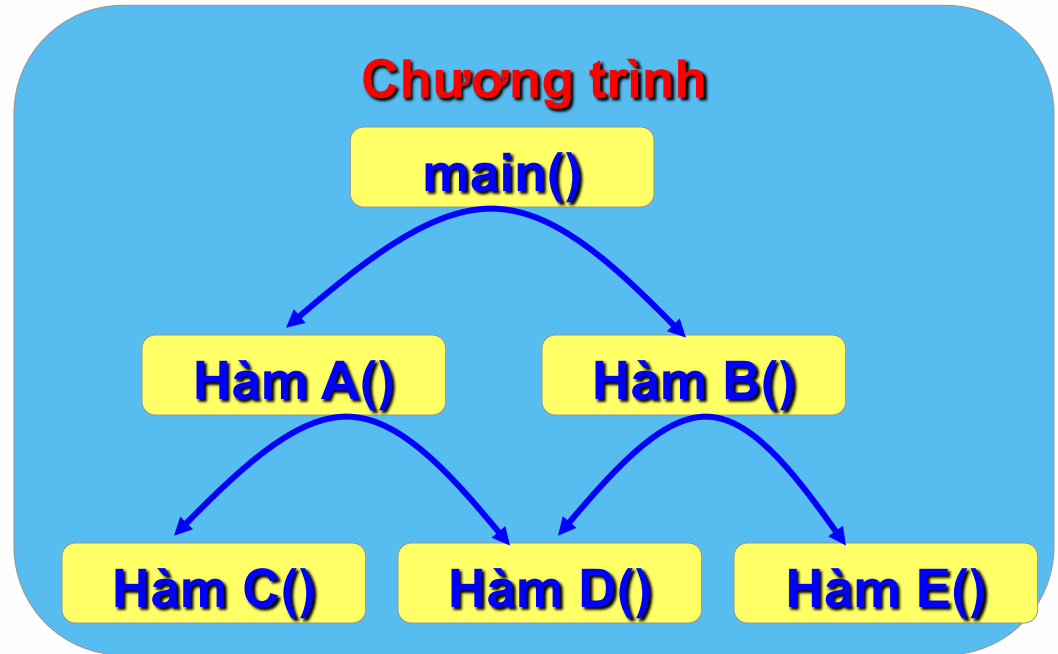 Chương trình
main()
Hàm A()
Hàm B()
Hàm C()
Hàm D()
Hàm E()